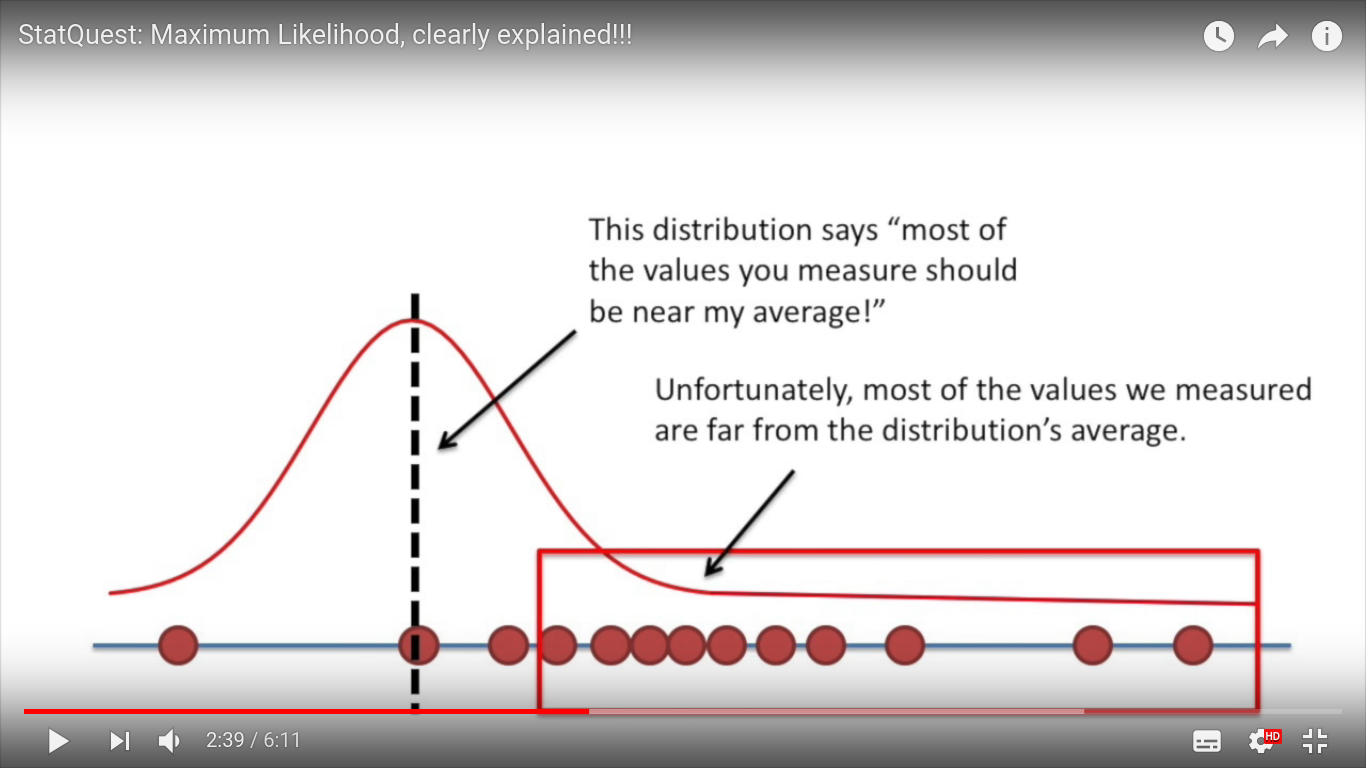 StatQuest: Maximum Likelihood, clearly explained!!!
This distribution says “most of
the values you measure should
be near my average!”
Unfortunately, most of the values we measured
are far from the distribution’s average.
2:39 / 6:11
HD